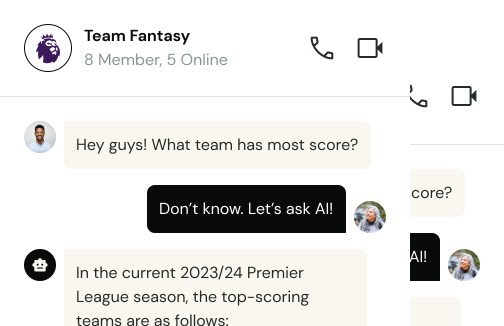 Team Fantasy
8 Member, 5 Online
Hey guys! What team has most score?
core?
Don’t know. Let’s ask AI!
AI!
In the current 2023/24 Premier
League season, the top-scoring
teams are as follows: